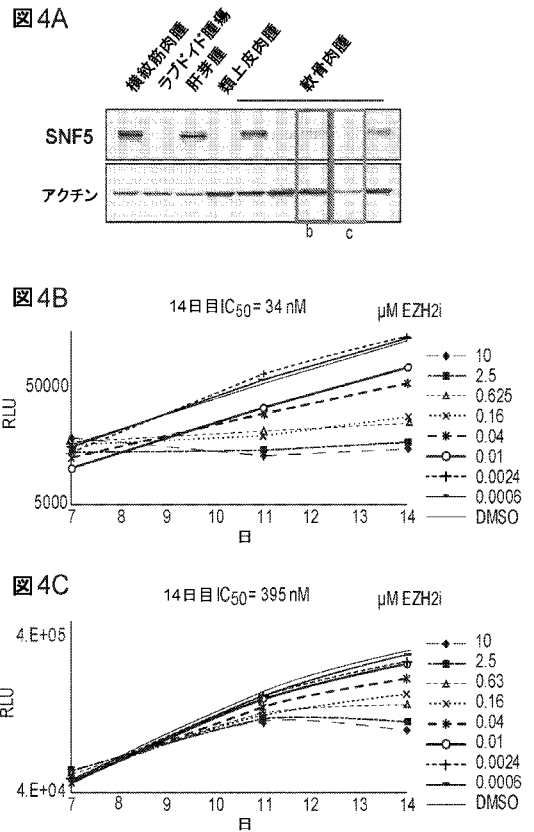 図4A
横紋筋肉腫
ラブドイド腫瘍
肝芽腫
類上皮肉腫
軟骨肉腫
SNF5
アクチン
b c
図4B
14日目IC50= 34 nM
μM EZH2i
50000
RLU
5000
7 8 9 10 11 12 13 14
日
10
2.5
0.625
0.16
0.04
0.01
0.0024
0.0006
DMSO
図4C
14日目IC50= 395 nM
μM EZH2i
4.E+05
RLU
4.E+04
7 8 9 10 11 12 13 14
日
10
2.5
0.63
0.16
0.04
0.01
0.0024
0.0006
DMSO